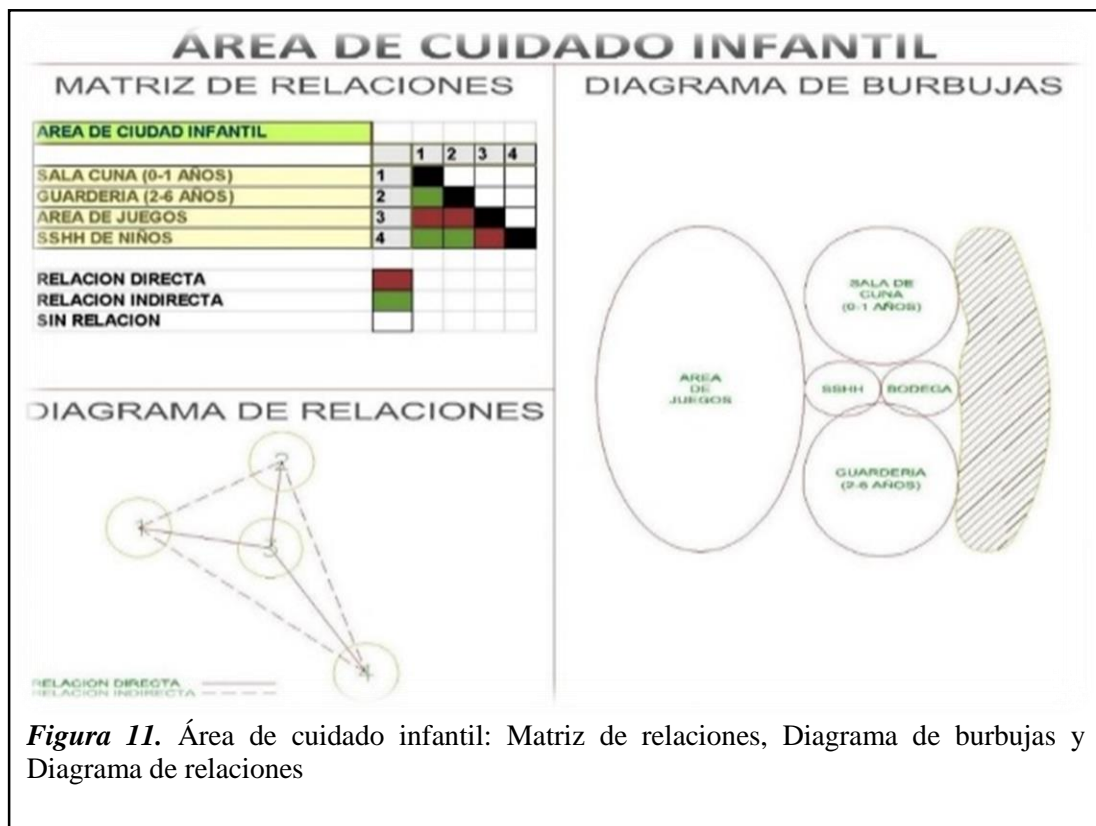 ÁREA DE CUIDADO INFANTIL
MATRIZ DE RELACIONES
AREA DE CIUDAD INFANTIL
1 2 3 4
SALA CUNA (0-1 AÑOS) 1
GUARDERIA (2-6 AÑOS) 2
AREA DE JUEGOS 3
SSHH DE NIÑOS 4
RELACION DIRECTA
RELACION INDIRECTA
SIN RELACION
DIAGRAMA DE RELACIONES
2
1
3
4
RELACION DIRECTA
RELACION INDIRECTA
DIAGRAMA DE BURBUJAS
SALA DE
CUNA
(0-1 AÑOS)
AREA
DE
JUEGOS
SSHH
BODEGA
GUARDERIA
(2-6 AÑOS)
Figura 11. Área de cuidado infantil: Matriz de relaciones, Diagrama de burbujas y
Diagrama de relaciones